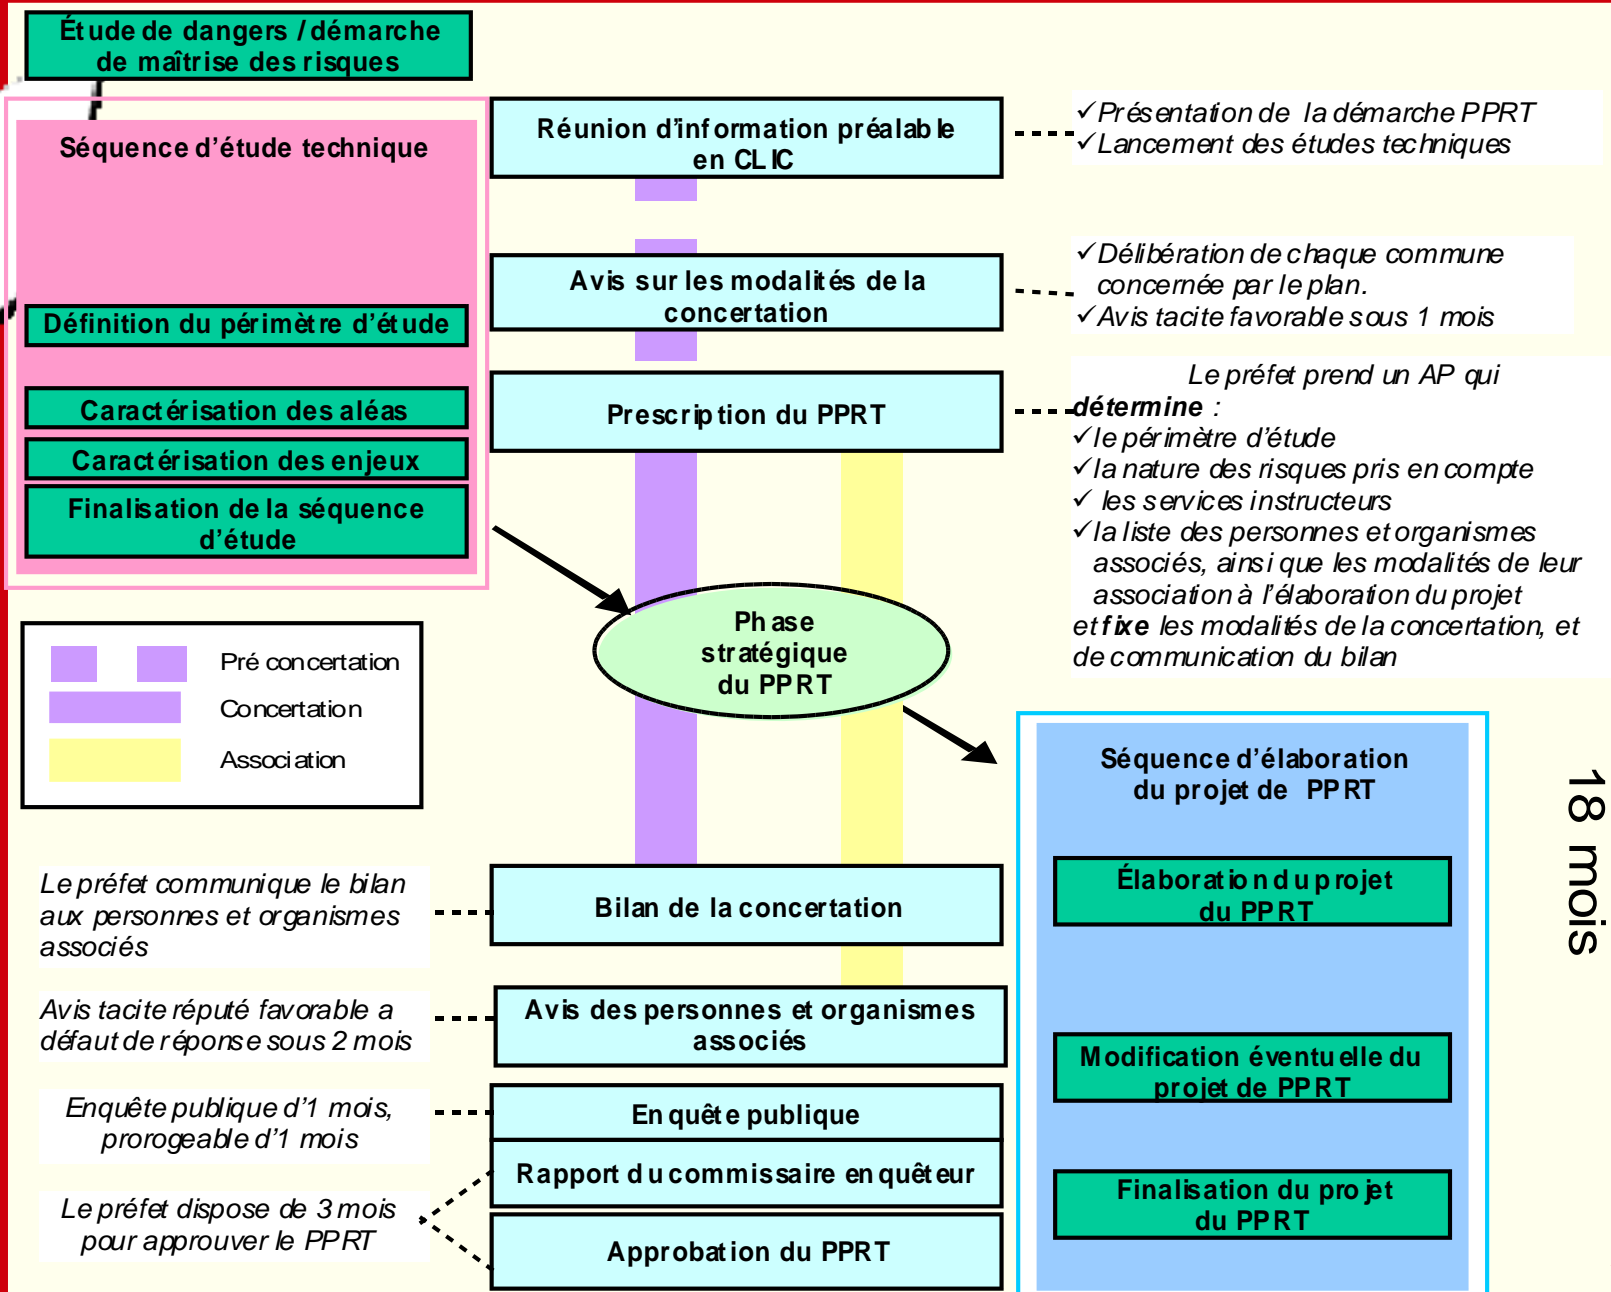 Étude de dangers / démarche
de maîtrise des risques
Séquence d'étude technique
Définition du périmètre d'étude
Caractérisation des aléas
Caractérisation des enjeux
Finalisation de la séquence
d'étude
Réunion d'information préalable
en CLIC
✓Présentation de la démarche PPRT
✓Lancement des études techniques
Avis sur les modalités de la
concertation
✓Délibération de chaque commune
concernée par le plan.
✓Avis tacite favorable sous 1 mois
Prescription du PPRT
Le préfet prend un AP qui
détermine :
✓le périmètre d'étude
✓la nature des risques pris en compte
✓ les services instructeurs
✓la liste des personnes et organismes
associés, ainsi que les modalités de leur
association à l'élaboration du projet
et fixe les modalités de la concertation, et
de communication du bilan
Phase
stratégique
du PPRT
Pré concertation
Concertation
Association
Séquence d'élaboration
du projet de PPRT
Élaboration du projet
du PPRT
Modification éventuelle du
projet de PPRT
Finalisation du projet
du PPRT
18 mois
Le préfet communique le bilan
aux personnes et organismes
associés
Bilan de la concertation
Avis tacite réputé favorable a
défaut de réponse sous 2 mois
Avis des personnes et organismes
associés
Enquête publique d'1 mois,
prorogeable d'1 mois
Enquête publique
Rapport du commissaire enquêteur
Le préfet dispose de 3 mois
pour approuver le PPRT
Approbation du PPRT